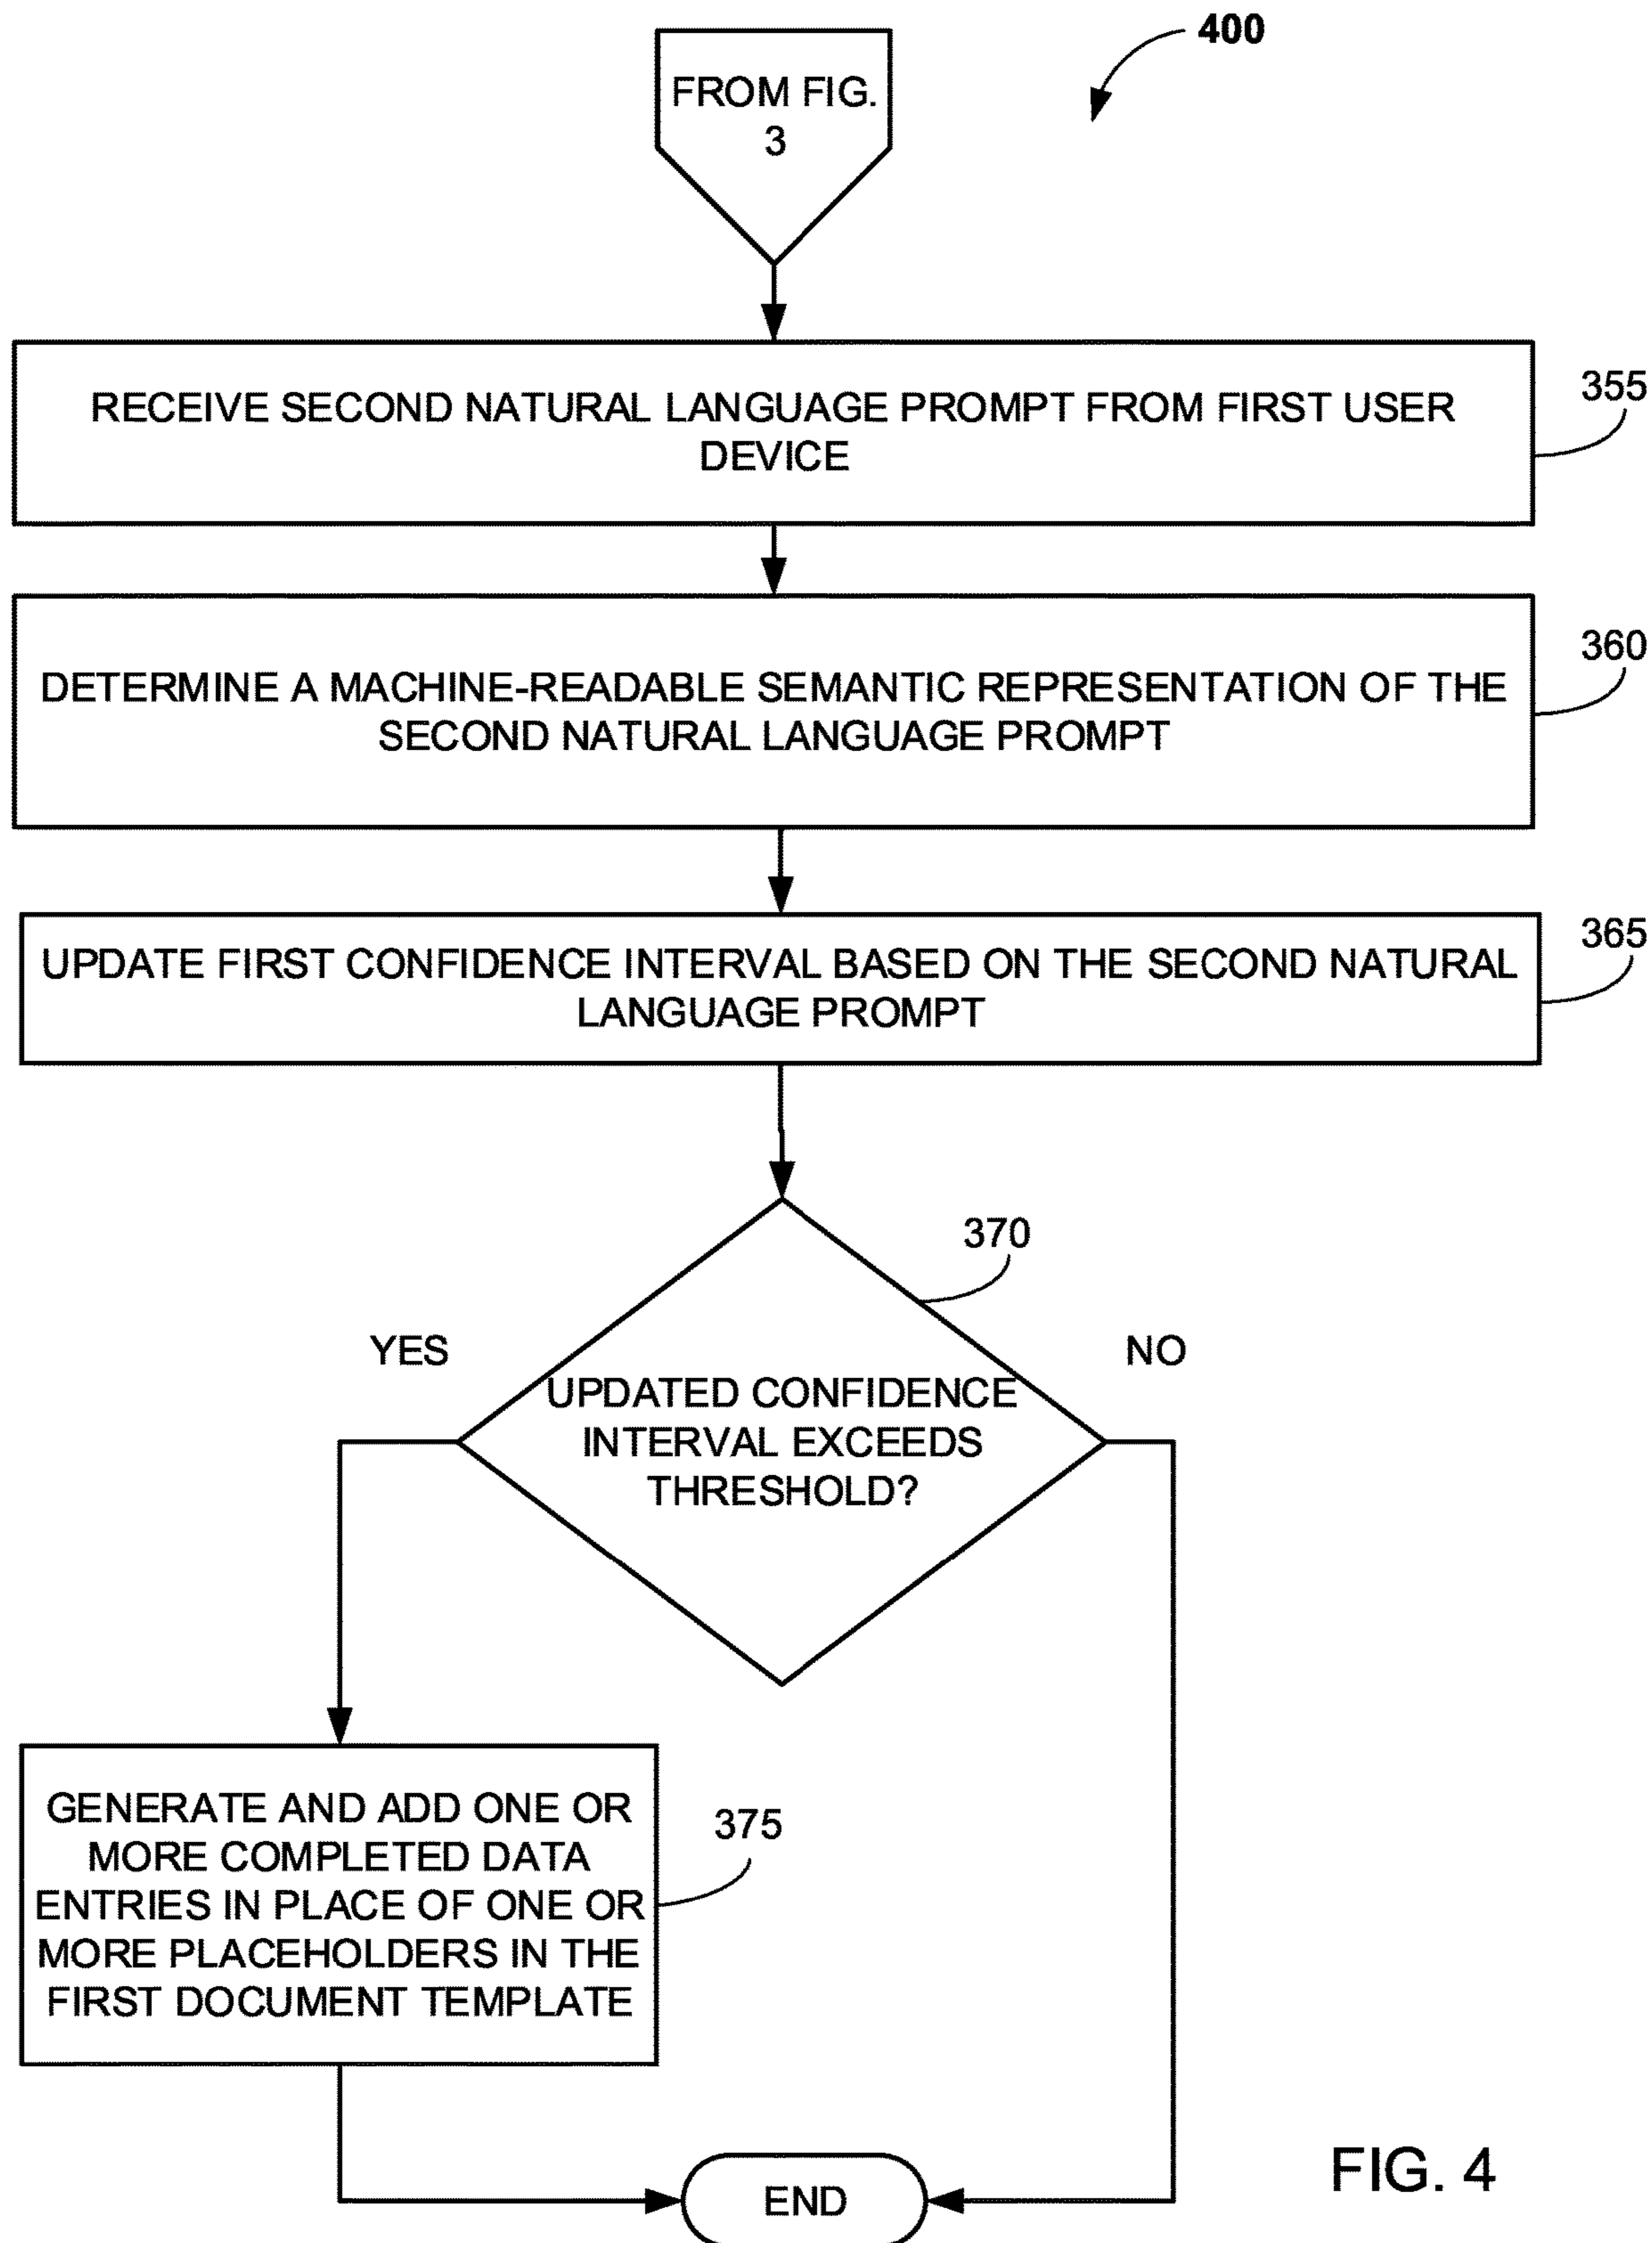 400
FROM FIG.
3
RECEIVE SECOND NATURAL LANGUAGE PROMPT FROM FIRST USER
DEVICE
355
DETERMINE A MACHINE-READABLE SEMANTIC REPRESENTATION OF THE
SECOND NATURAL LANGUAGE PROMPT
360
UPDATE FIRST CONFIDENCE INTERVAL BASED ON THE SECOND NATURAL
LANGUAGE PROMPT
365
370
YES
NO
UPDATED CONFIDENCE
INTERVAL EXCEEDS
THRESHOLD?
GENERATE AND ADD ONE OR
MORE COMPLETED DATA
ENTRIES IN PLACE OF ONE OR
MORE PLACEHOLDERS IN THE
FIRST DOCUMENT TEMPLATE
375
END
FIG. 4